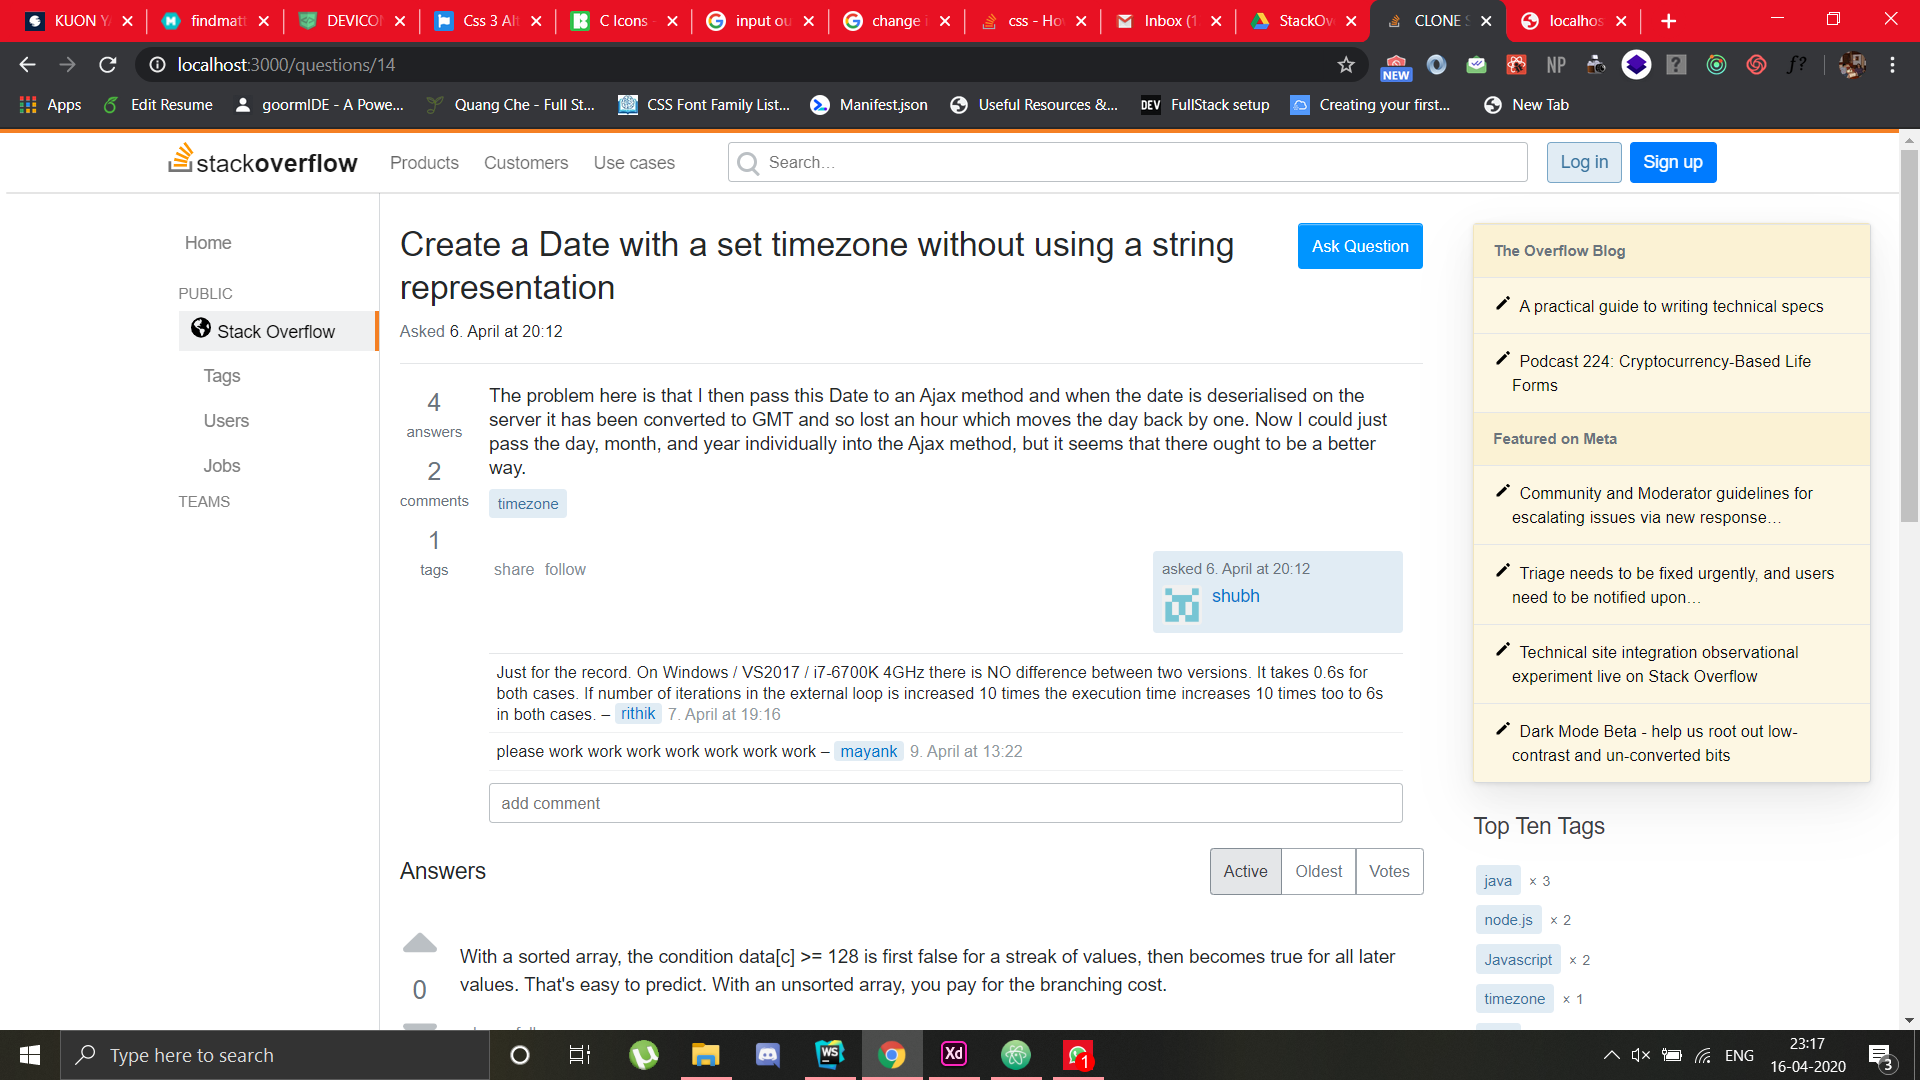 KUON Y
findmatt
DEVICO
Css 3 Alt
C Icons -
input ou
change i
css - Ho
Inbox (1
StackOv
CLONE S
localhos
localhost:3000/questions/14
NEW
NP
f?
Apps
Edit Resume
goormIDE - A Powe...
Quang Che - Full St...
CSS Font Family List...
Manifest.json
Useful Resources &...
DEV FullStack setup
Creating your first...
New Tab
stackoverflow
Products
Customers
Use cases
Search...
Log in
Sign up
Home
PUBLIC
Stack Overflow
Tags
Users
Jobs
TEAMS
Create a Date with a set timezone without using a string
representation
Ask Question
Asked 6. April at 20:12
4
answers
2
comments
1
tags
The problem here is that I then pass this Date to an Ajax method and when the date is deserialised on the
server it has been converted to GMT and so lost an hour which moves the day back by one. Now I could just
pass the day, month, and year individually into the Ajax method, but it seems that there ought to be a better
way.
timezone
share follow
asked 6. April at 20:12
shubh
Just for the record. On Windows / VS2017 / i7-6700K 4GHz there is NO difference between two versions. It takes 0.6s for
both cases. If number of iterations in the external loop is increased 10 times the execution time increases 10 times too to 6s
in both cases. – rithik 7. April at 19:16
please work work work work work work work – mayank 9. April at 13:22
add comment
Answers
Active
Oldest
Votes
0
With a sorted array, the condition data[c] >= 128 is first false for a streak of values, then becomes true for all later
values. That's easy to predict. With an unsorted array, you pay for the branching cost.
The Overflow Blog
A practical guide to writing technical specs
Podcast 224: Cryptocurrency-Based Life
Forms
Featured on Meta
Community and Moderator guidelines for
escalating issues via new response...
Triage needs to be fixed urgently, and users
need to be notified upon...
Technical site integration observational
experiment live on Stack Overflow
Dark Mode Beta - help us root out low-
contrast and un-converted bits
Top Ten Tags
java × 3
node.js × 2
Javascript × 2
timezone × 1
Type here to search
WS
Xd
1
ENG
23:17
16-04-2020
3